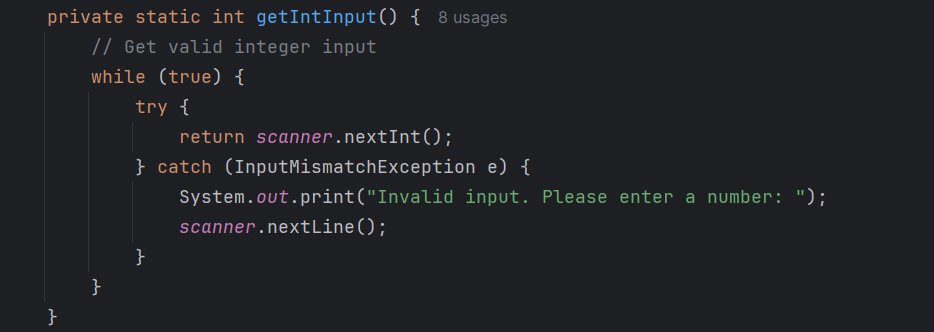 private static int getIntInput() { 8 usages
    // Get valid integer input
    while (true) {
        try {
            return scanner.nextInt();
        } catch (InputMismatchException e) {
            System.out.print("Invalid input. Please enter a number: ");
            scanner.nextLine();
        }
    }
}